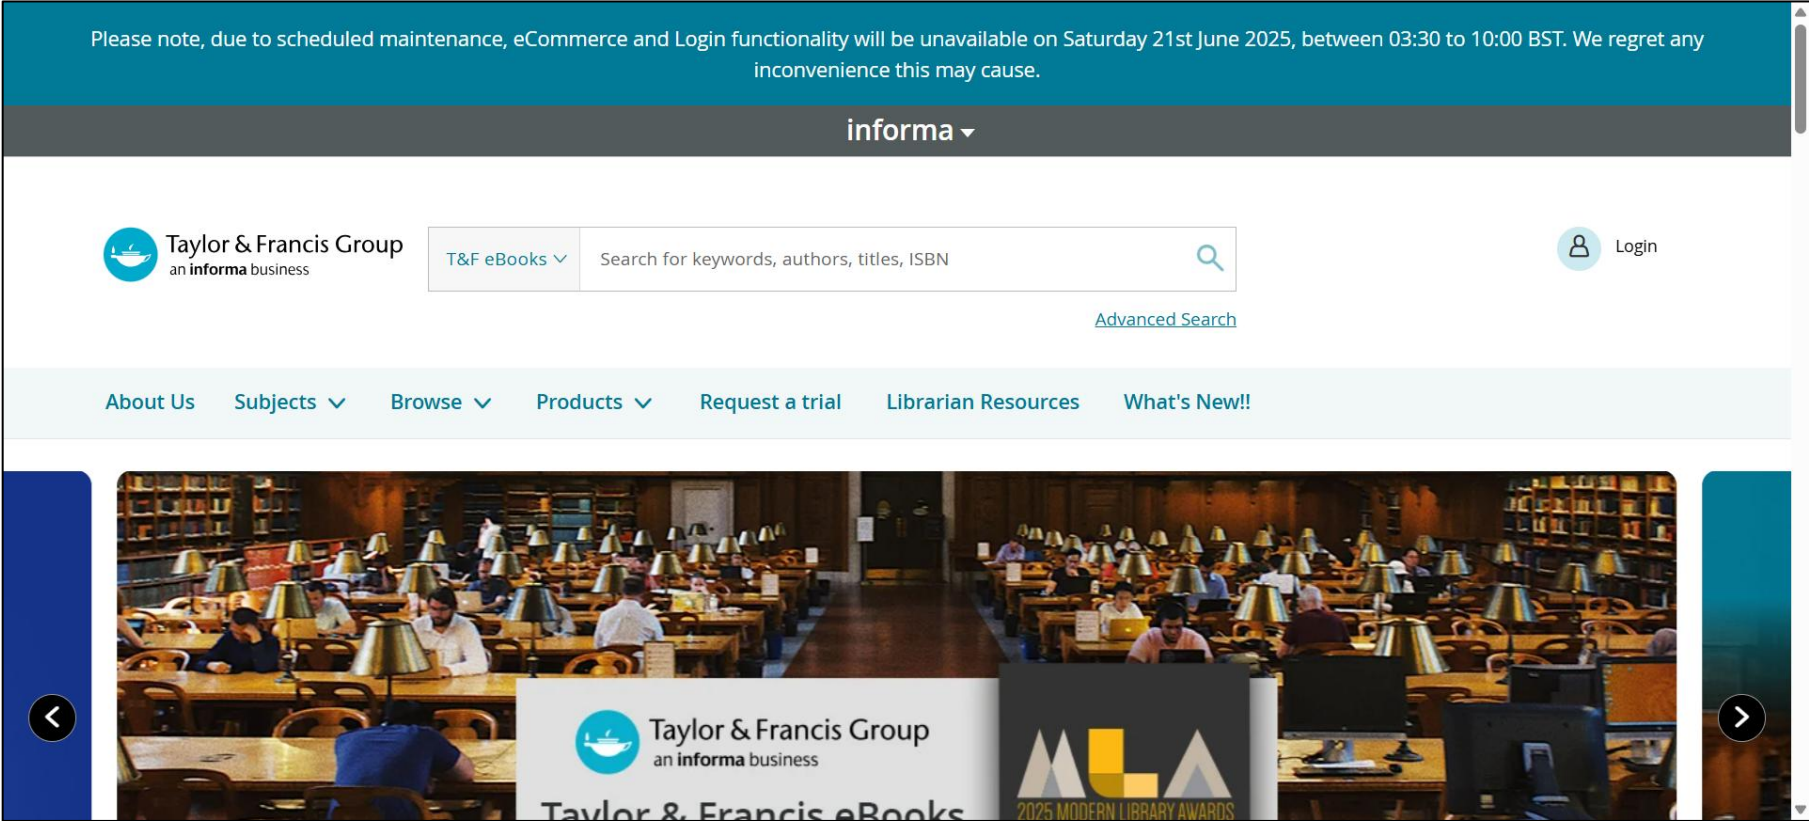 Please note, due to scheduled maintenance, eCommerce and Login functionality will be unavailable on Saturday 21st June 2025, between 03:30 to 10:00 BST. We regret any
inconvenience this may cause.
informa
Taylor & Francis Group
an informa business
T&F eBooks
Search for keywords, authors, titles, ISBN
Login
Advanced Search
About Us
Subjects
Browse
Products
Request a trial
Librarian Resources
What's New!!
Taylor & Francis Group
an informa business
Taylor & Francis eBooks
MLA
2025 MODERN LIBRARY AWARDS